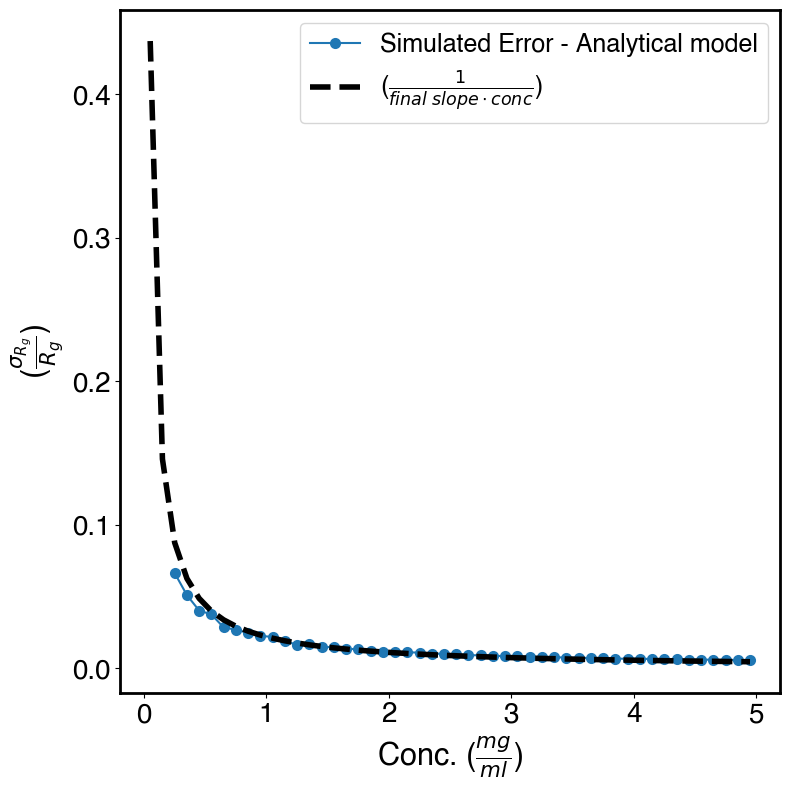 Simulated Error - Analytical model
(1/final slope · conc)
0.4
0.3
0.2
0.1
0.0
(σ_{R_g}/R_g)
0 1 2 3 4 5
Conc. (mg/ml)